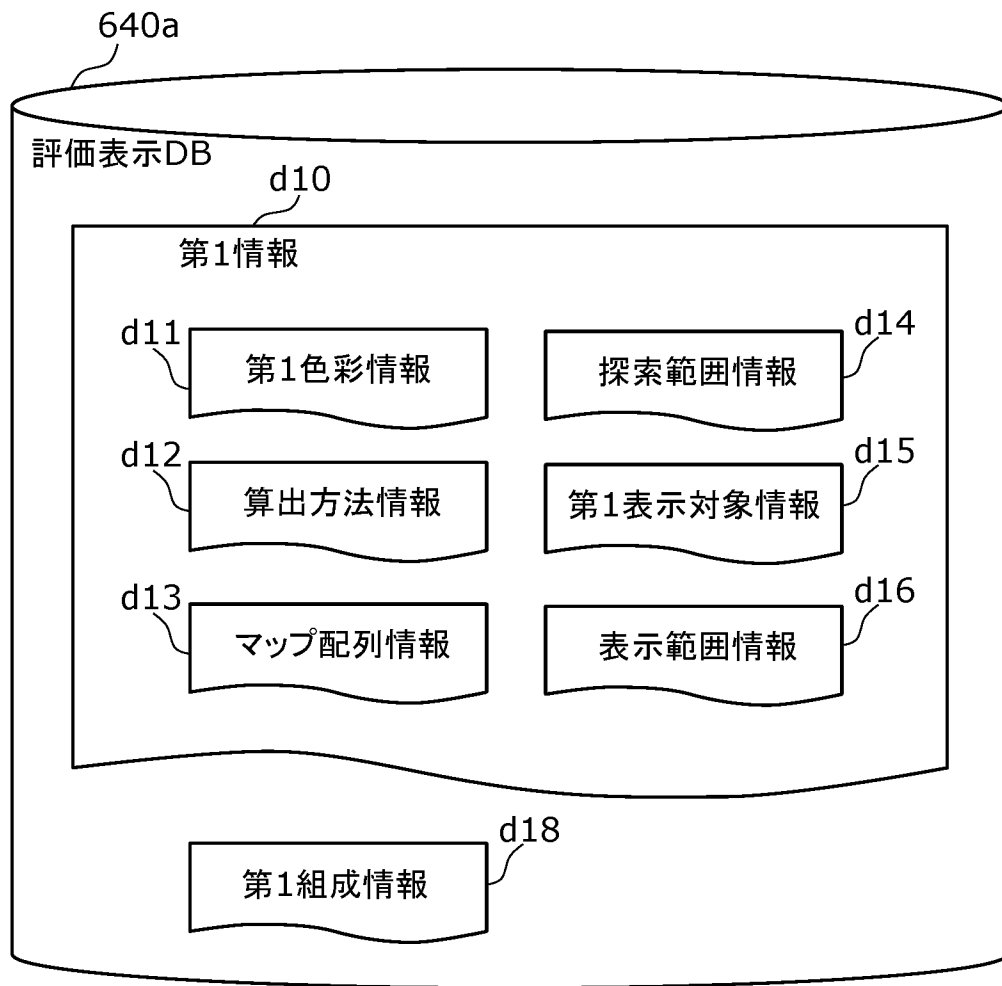 640a
評価表示DB
d10
第1情報
d11
第1色彩情報
d14
探索範囲情報
d12
算出方法情報
d15
第1表示対象情報
d13
マップ配列情報
d16
表示範囲情報
d18
第1組成情報